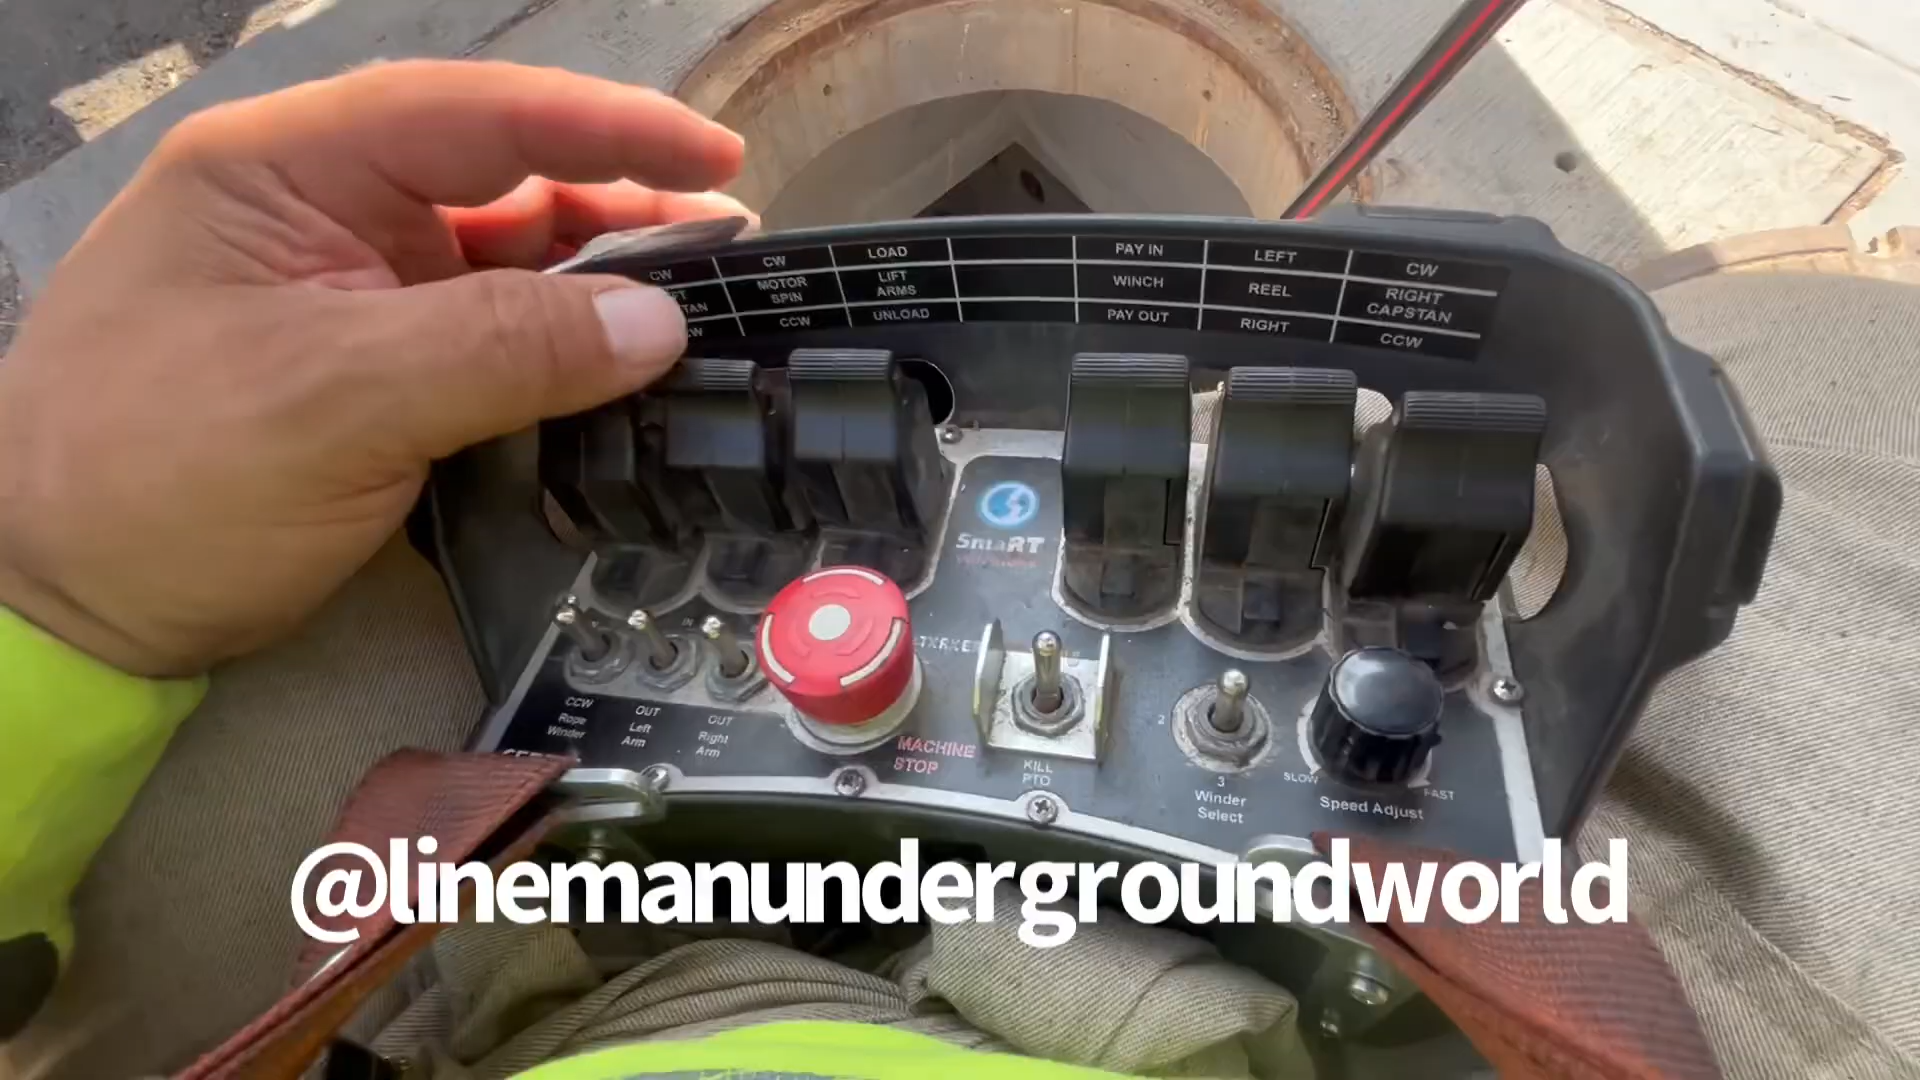 CW
CW
LOAD
PAY IN
LEFT
CW
MOTOR
SPIN
LIFT
ARMS
WINCH
REEL
RIGHT
CAPSTAN
CCW
UNLOAD
PAY OUT
RIGHT
CCW
SmaRT
IN
CCW
Rope
Winder
OUT
Left
Arm
OUT
Right
Arm
MACHINE
STOP
KILL
PTO
2
3
Winder
Select
SLOW
FAST
Speed Adjust
@linemanundergroundworld